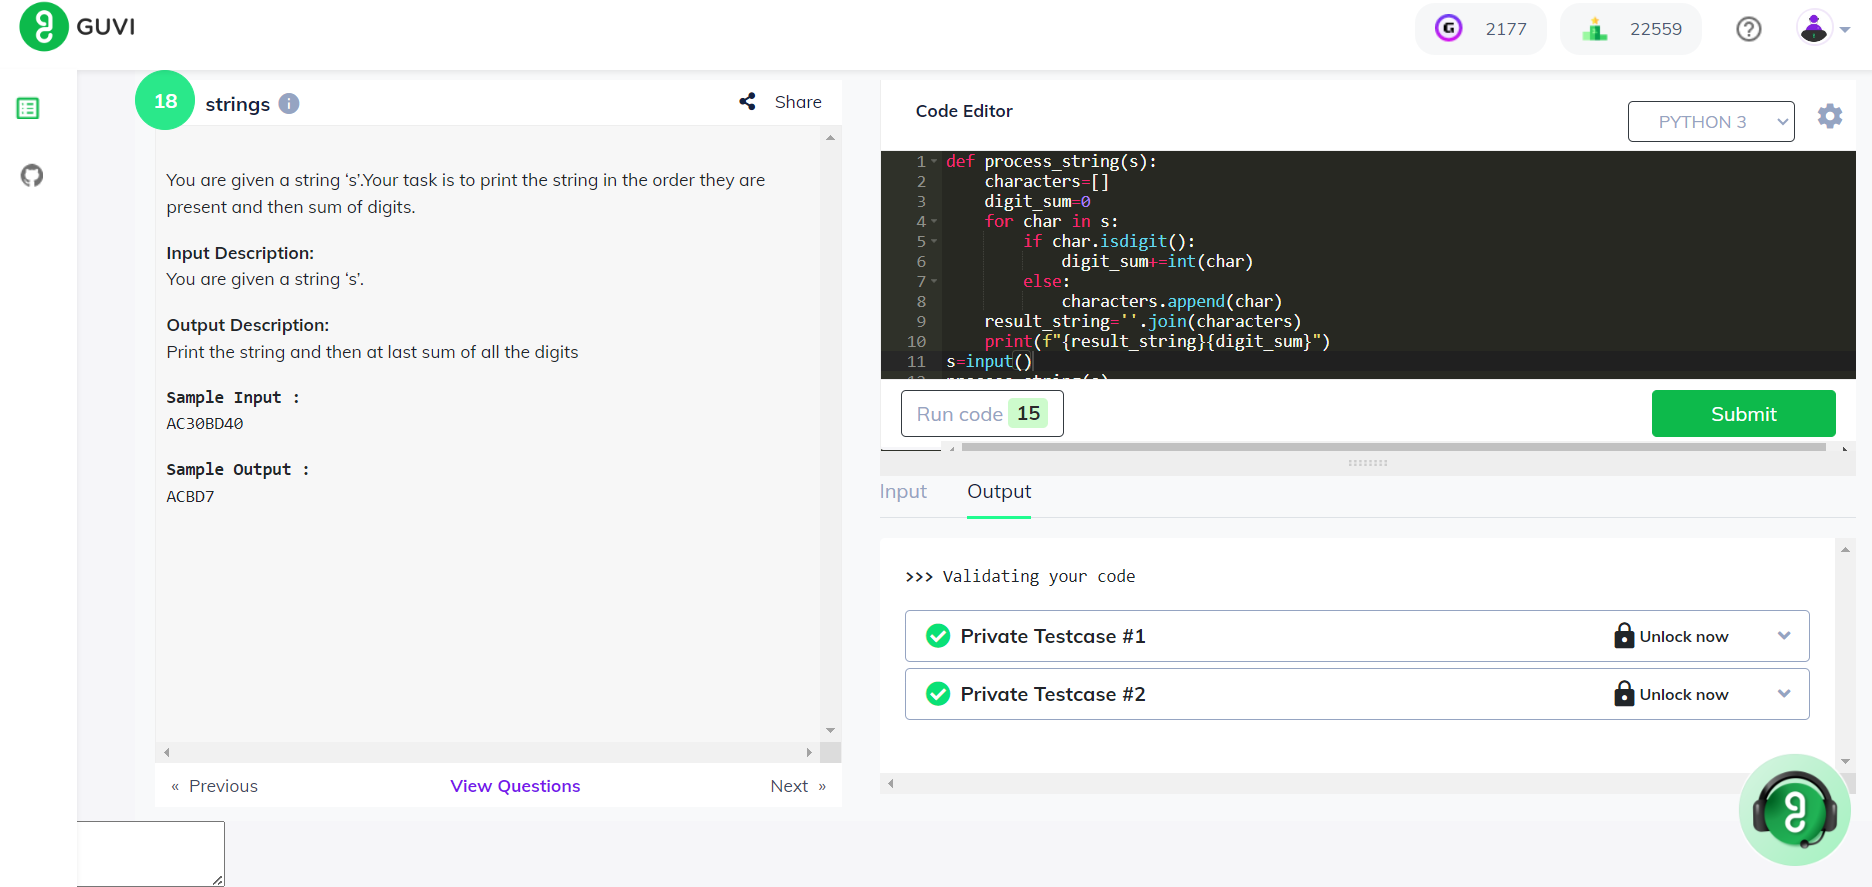 GUVI
2177
22559
18
strings
Share
You are given a string ‘s’.Your task is to print the string in the order they are
present and then sum of digits.
Input Description:
You are given a string ‘s’.
Output Description:
Print the string and then at last sum of all the digits
Sample Input :
AC30BD40
Sample Output :
ACBD7
« Previous
View Questions
Next »
Code Editor
PYTHON 3
1 def process_string(s):
2 characters=[]
3 digit_sum=0
4 for char in s:
5 if char.isdigit():
6 digit_sum+=int(char)
7 else:
8 characters.append(char)
9 result_string=''.join(characters)
10 print(f"{result_string}{digit_sum}")
11 s=input()
12 process_string(s)
Run code 15
Submit
Input
Output
>>> Validating your code
Private Testcase #1
Unlock now
Private Testcase #2
Unlock now